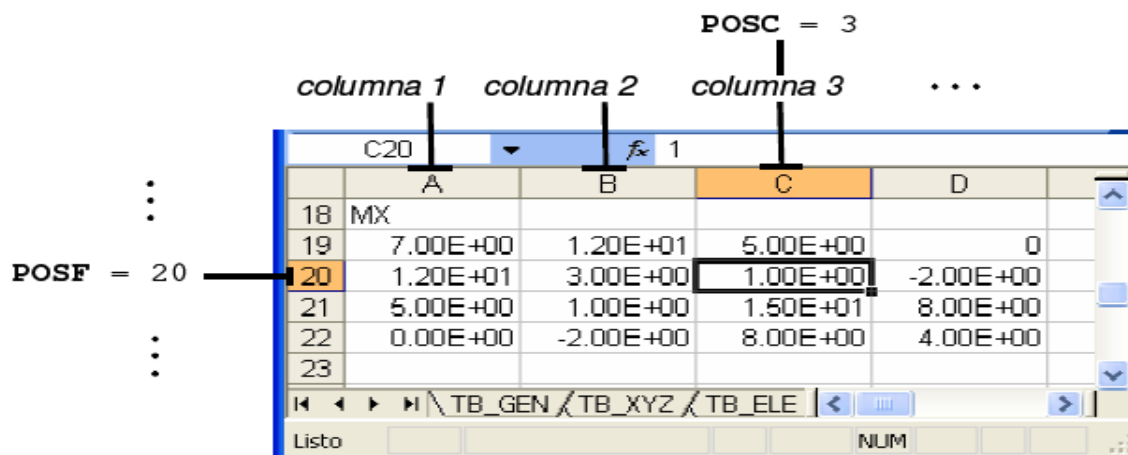 POSC = 3
columna 1 columna 2 columna 3 ...
C20 fx 1
A B C D
18 MX
19 7.00E+00 1.20E+01 5.00E+00 0
POSF = 20
20 1.20E+01 3.00E+00 1.00E+00 -2.00E+00
21 5.00E+00 1.00E+00 1.50E+01 8.00E+00
22 0.00E+00 -2.00E+00 8.00E+00 4.00E+00
23
TB_GEN / TB_XYZ / TB_ELE
Listo NUM